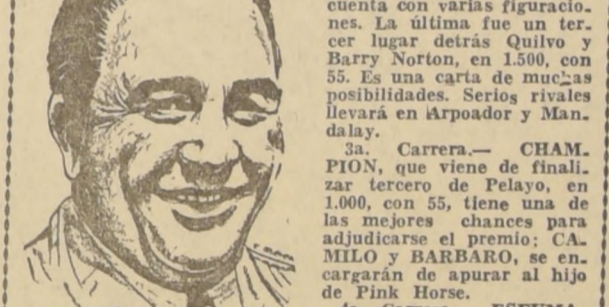 cuenta con varias figuracio-
nes. La última fue un ter-
cer lugar detrás Quilvo y
Barry Norton, en 1.500, con
55. Es una carta de muchas
posibilidades. Serios rivales
llevará en Arpoador y Man-
dalay.
3a. Carrera.— CHAM-
PION, que viene de finali-
zar tercero de Pelayo, en
1.000, con 55, tiene una de
las mejores chances para
adjudicarse el premio; CA-
MILO y BARBARO, se en-
cargarán de apurar al hijo
de Pink Horse.